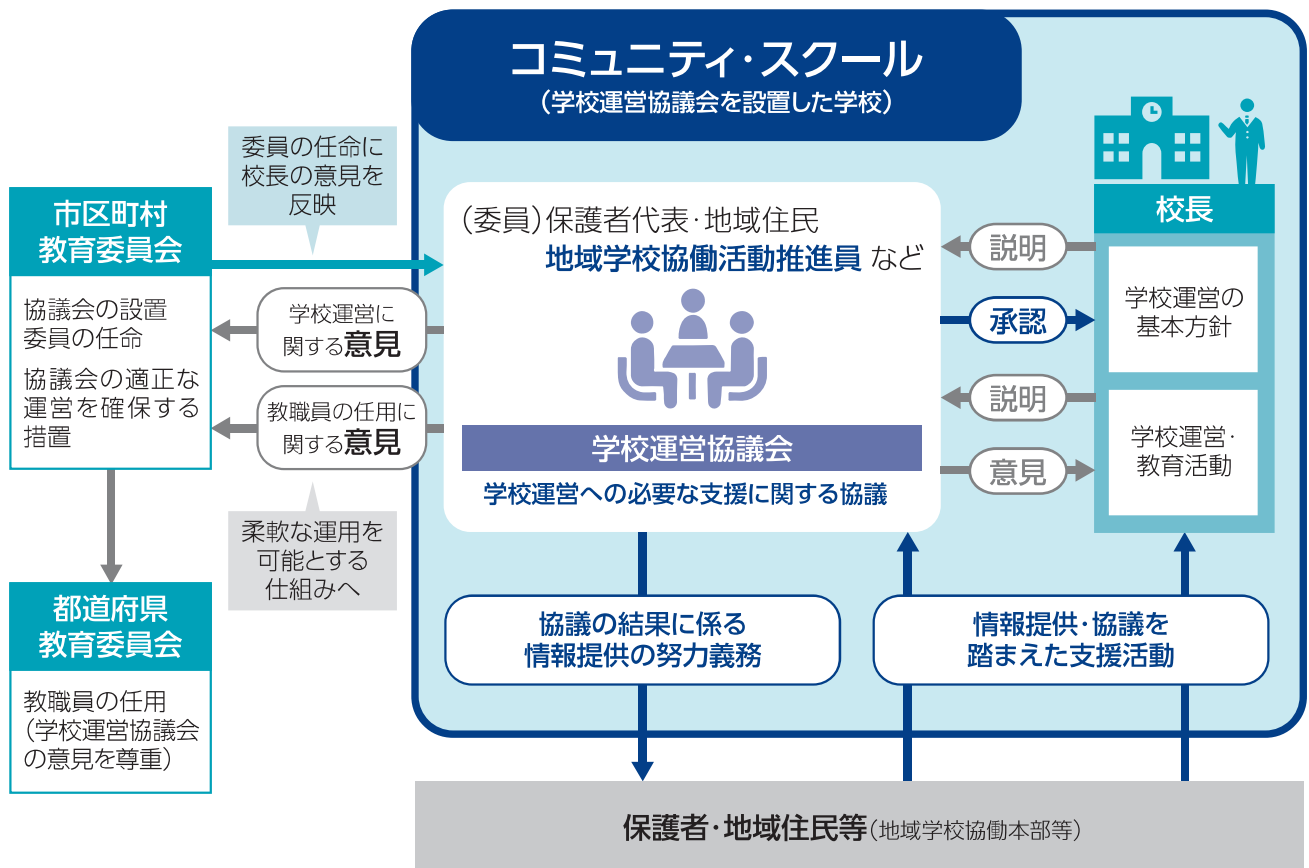 コミュニティ・スクール
（学校運営協議会を設置した学校）
委員の任命に
校長の意見を
反映
市区町村
教育委員会
協議会の設置
委員の任命
協議会の適正な
運営を確保する
措置
学校運営に
関する意見
教職員の任用に
関する意見
柔軟な運用を
可能とする
仕組みへ
都道府県
教育委員会
教職員の任用
（学校運営協議会
の意見を尊重）
（委員）保護者代表・地域住民
地域学校協働活動推進員 など
学校運営協議会
学校運営への必要な支援に関する協議
説明
承認
説明
意見
校長
学校運営の
基本方針
学校運営・
教育活動
協議の結果に係る
情報提供の努力義務
情報提供・協議を
踏まえた支援活動
保護者・地域住民等（地域学校協働本部等）